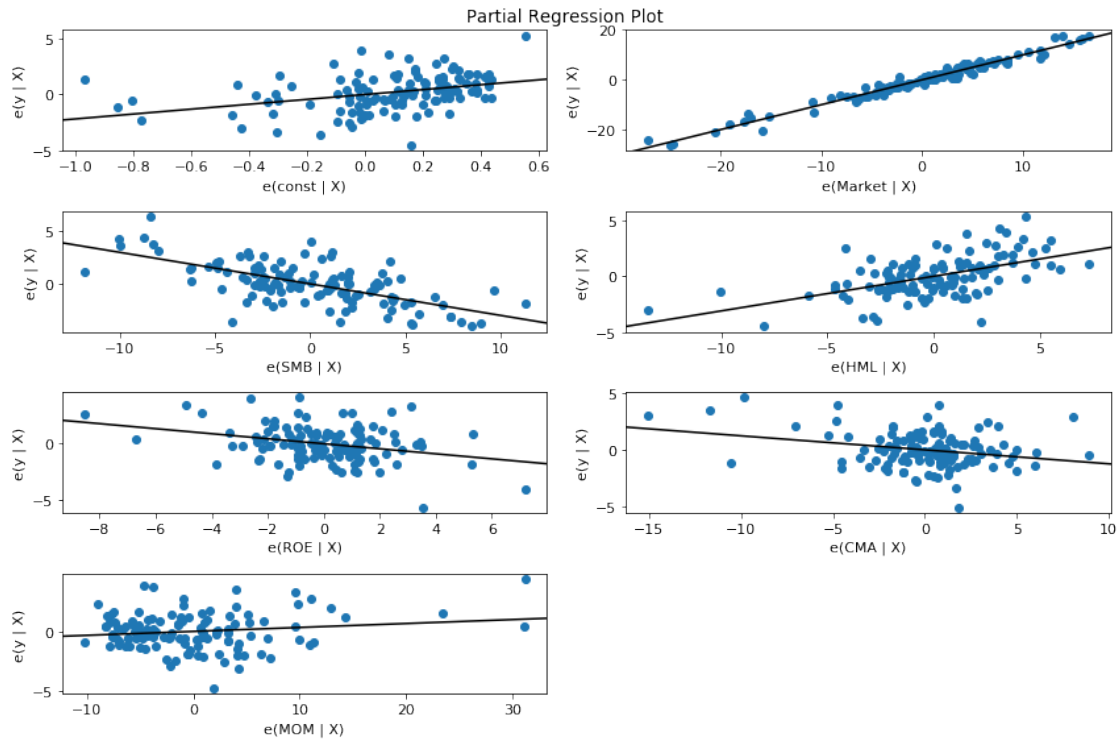 Partial Regression Plot
e(y | X)
5
0
−5
−1.0 −0.8 −0.6 −0.4 −0.2 0.0 0.2 0.4 0.6
e(const | X)
e(y | X)
20
0
−20
−20 −10 0 10
e(Market | X)
e(y | X)
5
0
−10 −5 0 5 10
e(SMB | X)
e(y | X)
5
0
−5
−10 −5 0 5
e(HML | X)
e(y | X)
0
−5
−8 −6 −4 −2 0 2 4 6
e(ROE | X)
e(y | X)
5
0
−5
−15 −10 −5 0 5 10
e(CMA | X)
e(y | X)
0
−5
−10 0 10 20 30
e(MOM | X)